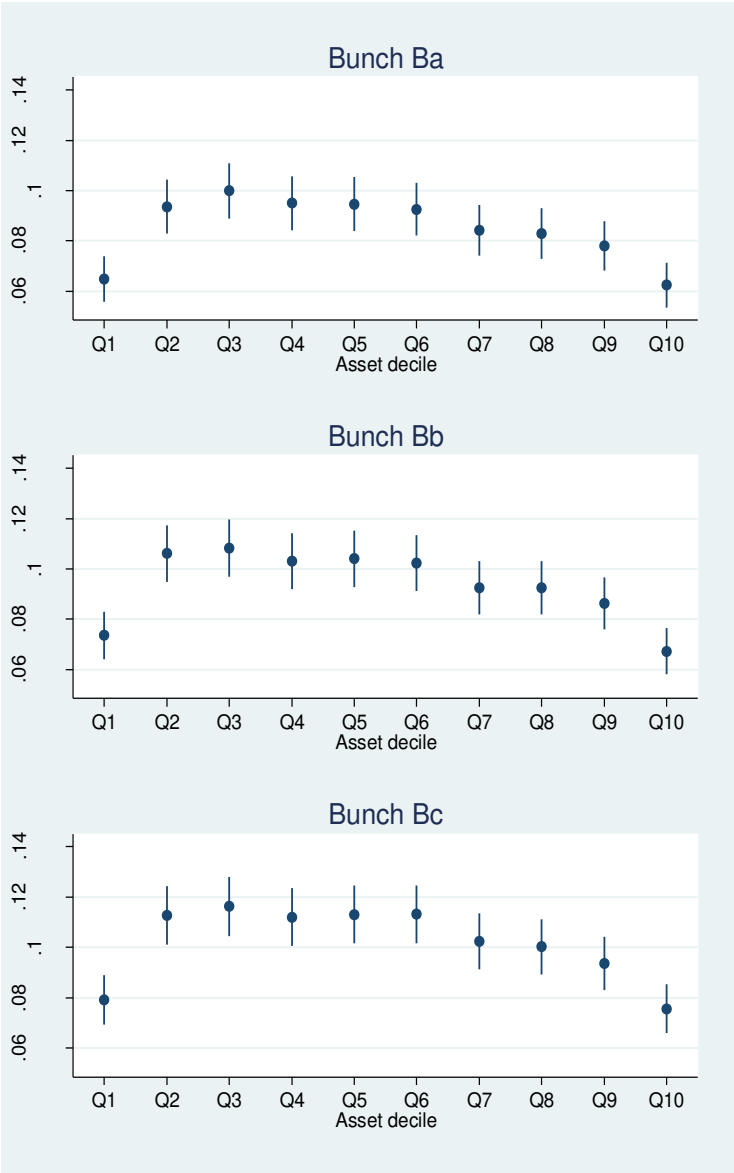 Bunch Ba
.14
.12
.1
.08
.06
Q1 Q2 Q3 Q4 Q5 Q6 Q7 Q8 Q9 Q10
Asset decile
Bunch Bb
.14
.12
.1
.08
.06
Q1 Q2 Q3 Q4 Q5 Q6 Q7 Q8 Q9 Q10
Asset decile
Bunch Bc
.14
.12
.1
.08
.06
Q1 Q2 Q3 Q4 Q5 Q6 Q7 Q8 Q9 Q10
Asset decile